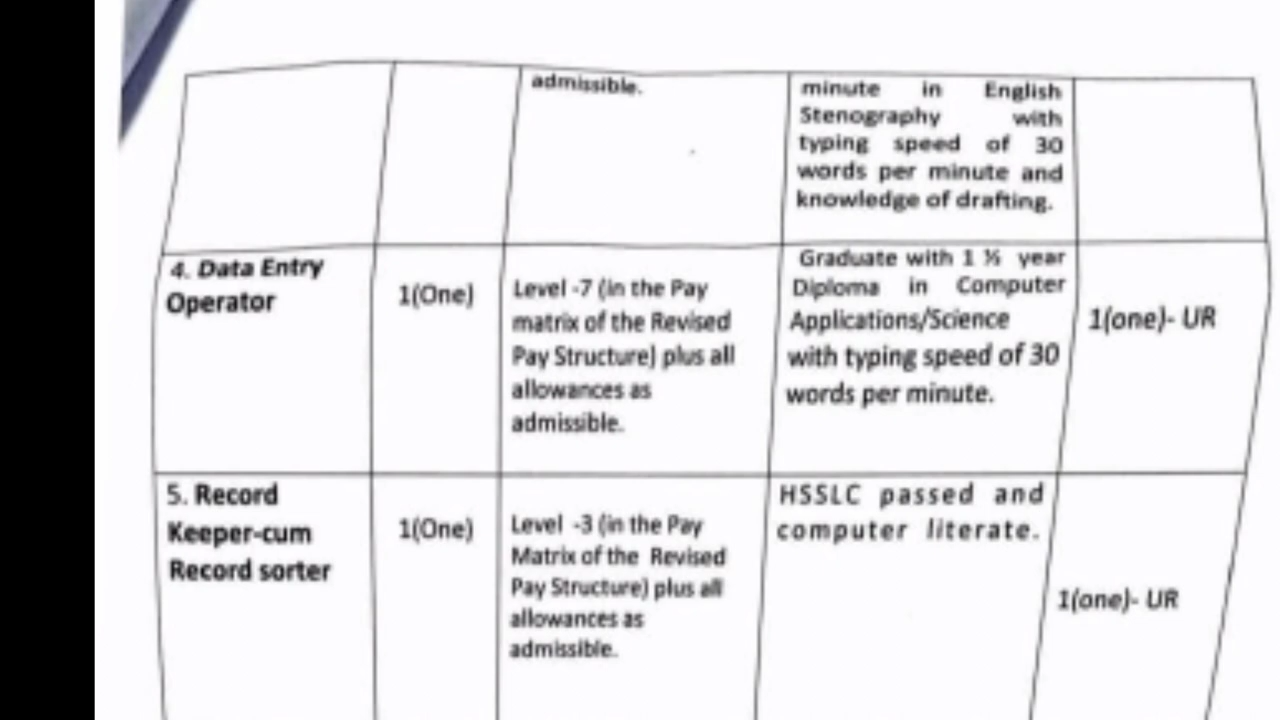 admissible.
minute in English
Stenography with
typing speed of 30
words per minute and
knowledge of drafting.
4. Data Entry
Operator
1(One)
Level -7 (in the Pay
matrix of the Revised
Pay Structure) plus all
allowances as
admissible.
Graduate with 1 ½ year
Diploma in Computer
Applications/Science
with typing speed of 30
words per minute.
1(one)- UR
5. Record
Keeper-cum
Record sorter
1(One)
Level -3 (in the Pay
Matrix of the Revised
Pay Structure) plus all
allowances as
admissible.
HSSLC passed and
computer literate.
1(one)- UR